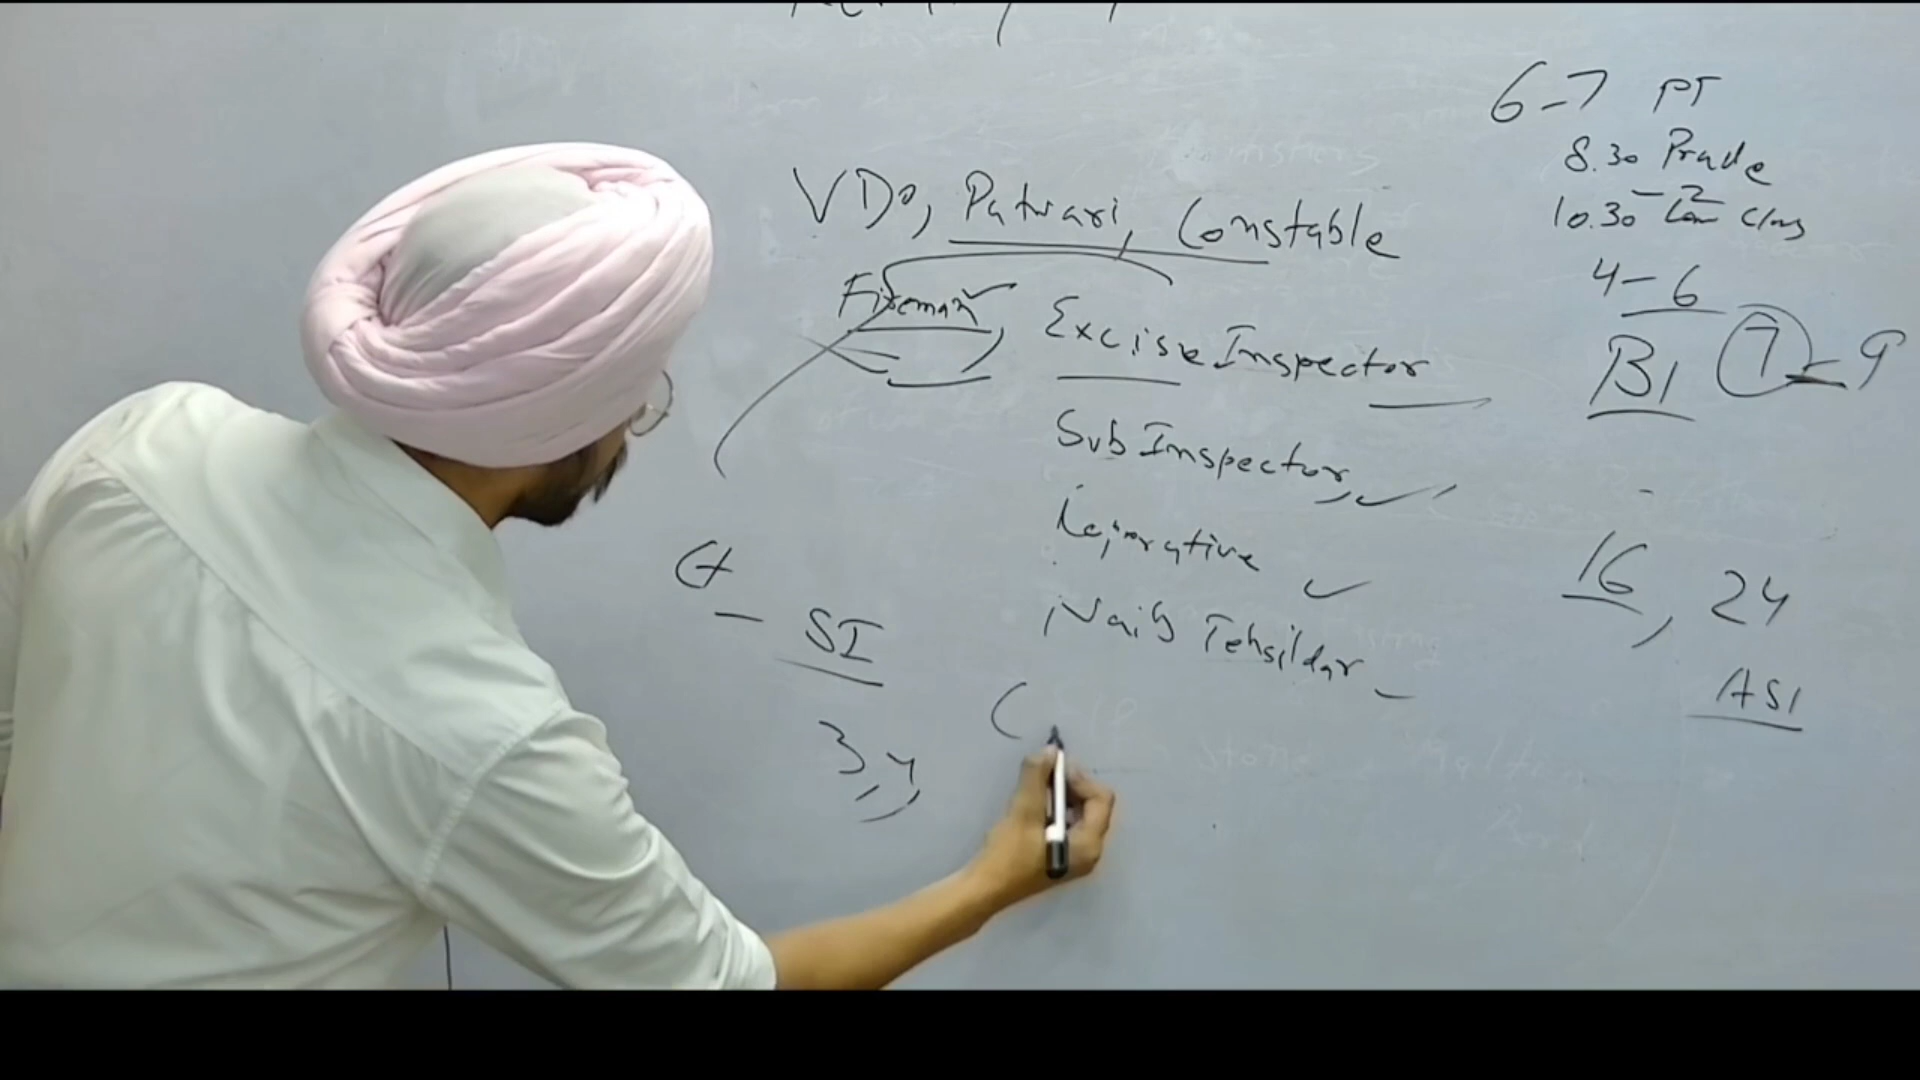 VDO, Patwari, Constable
Fireman, Excise Inspector
Sub Inspector,
Naib Tehsildar
SI
3, 4
(
6-7 PT
8.30 Prade
10.30 - Law Class
4-6
B1 7-9
16, 24
ASI